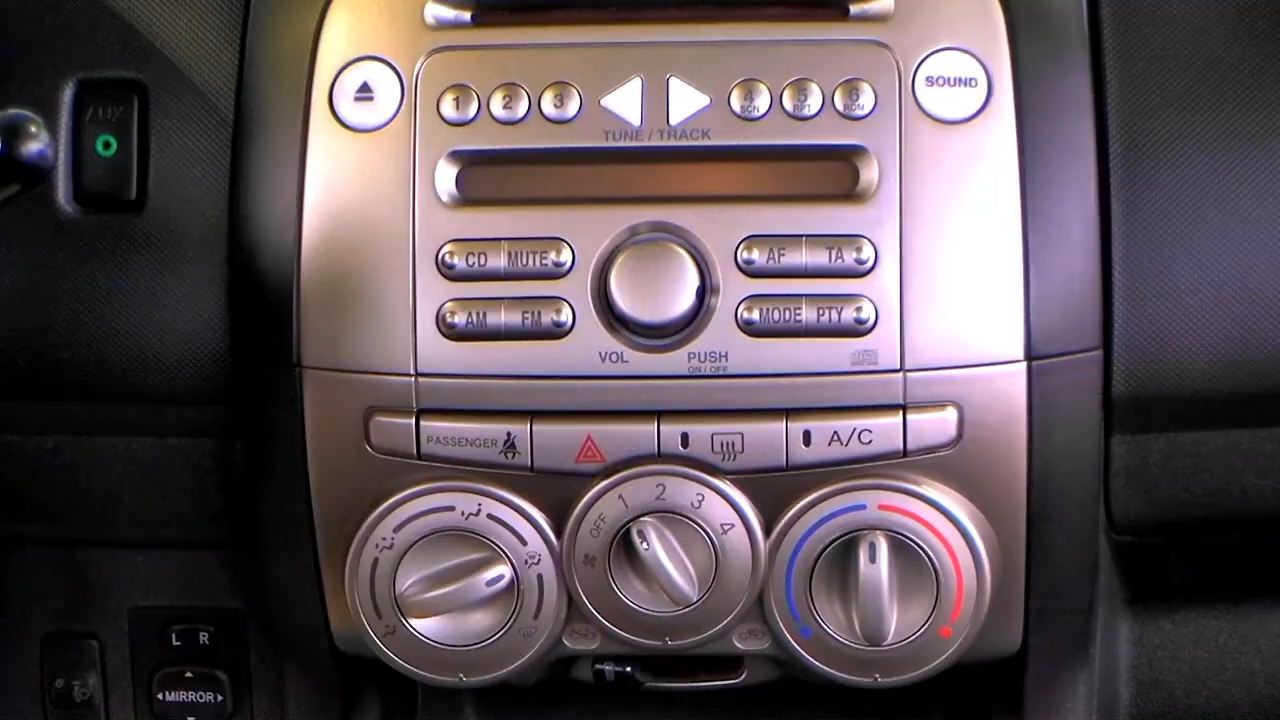 AUX
1 2 3
4 SCN
5 RPT
6 RDM
SOUND
TUNE / TRACK
CD MUTE
AF TA
AM FM
MODE PTY
VOL
PUSH
ON / OFF
PASSENGER
A/C
OFF 1 2 3 4
L R
MIRROR